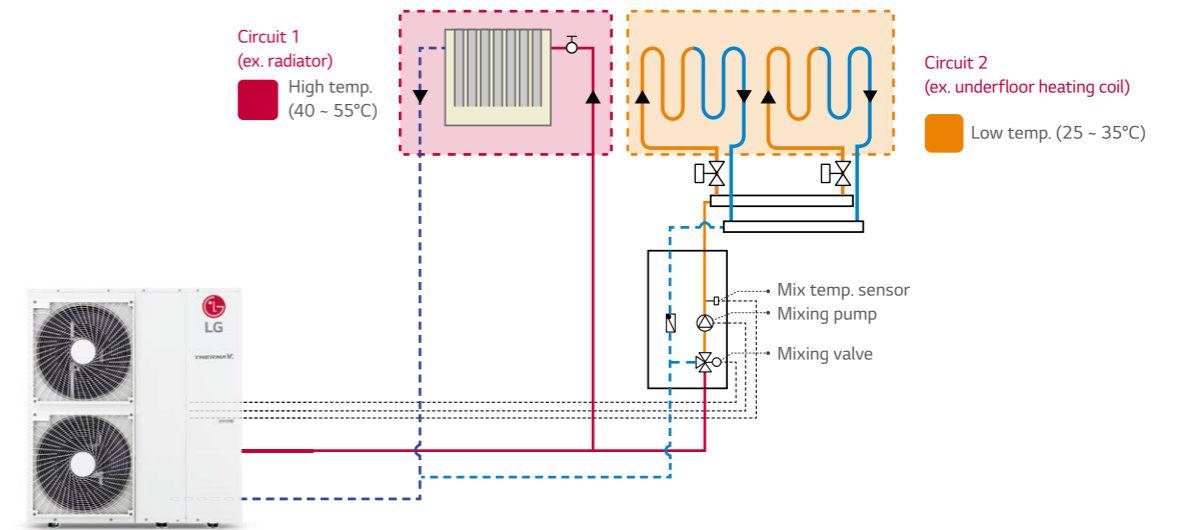 Circuit 1
(ex. radiator)
High temp.
(40 ~ 55°C)
Circuit 2
(ex. underfloor heating coil)
Low temp. (25 ~ 35°C)
Mix temp. sensor
Mixing pump
Mixing valve
LG
THERMA V.